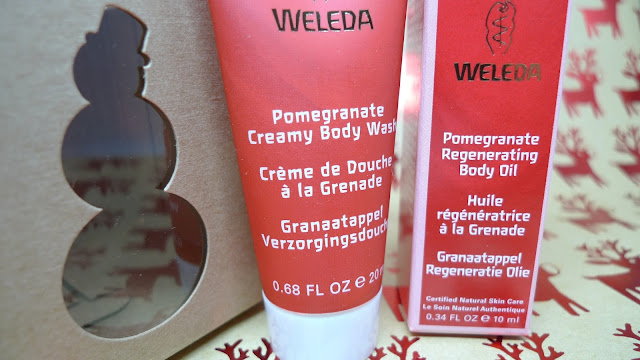 WELEDA
Pomegranate
Creamy Body Wash
Crème de Douche
à la Grenade
Granaatappel
Verzorgingsdouche
0.68 FL OZ e 20 ml
WELEDA
Pomegranate
Regenerating
Body Oil
Huile
régénératrice
à la Grenade
Granaatappel
Regeneratie Olie
Certified Natural Skin Care
Le Soin Naturel Authentique
0.34 FL OZ e 10 ml